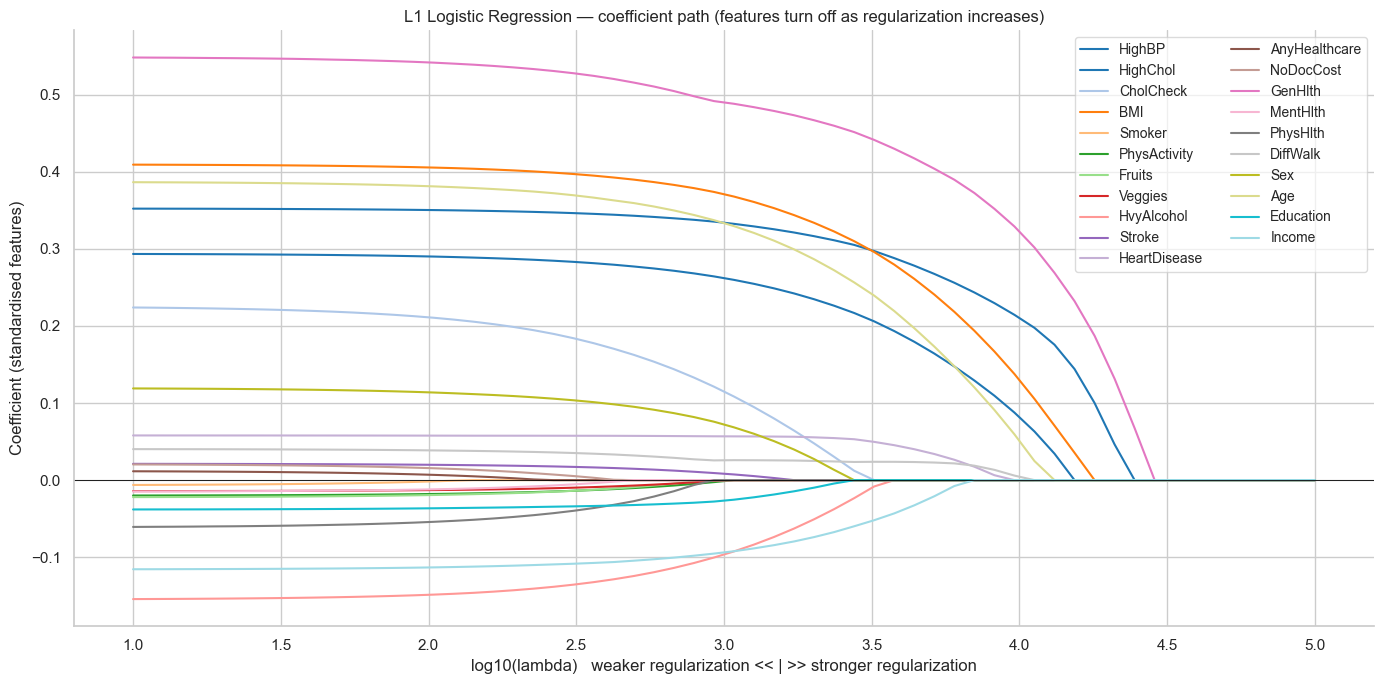 L1 Logistic Regression — coefficient path (features turn off as regularization increases)
Coefficient (standardised features)
0.5
0.4
0.3
0.2
0.1
0.0
−0.1
HighBP
HighChol
CholCheck
BMI
Smoker
PhysActivity
Fruits
Veggies
HvyAlcohol
Stroke
HeartDisease
AnyHealthcare
NoDocCost
GenHlth
MentHlth
PhysHlth
DiffWalk
Sex
Age
Education
Income
1.0 1.5 2.0 2.5 3.0 3.5 4.0 4.5 5.0
log10(lambda) weaker regularization << | >> stronger regularization